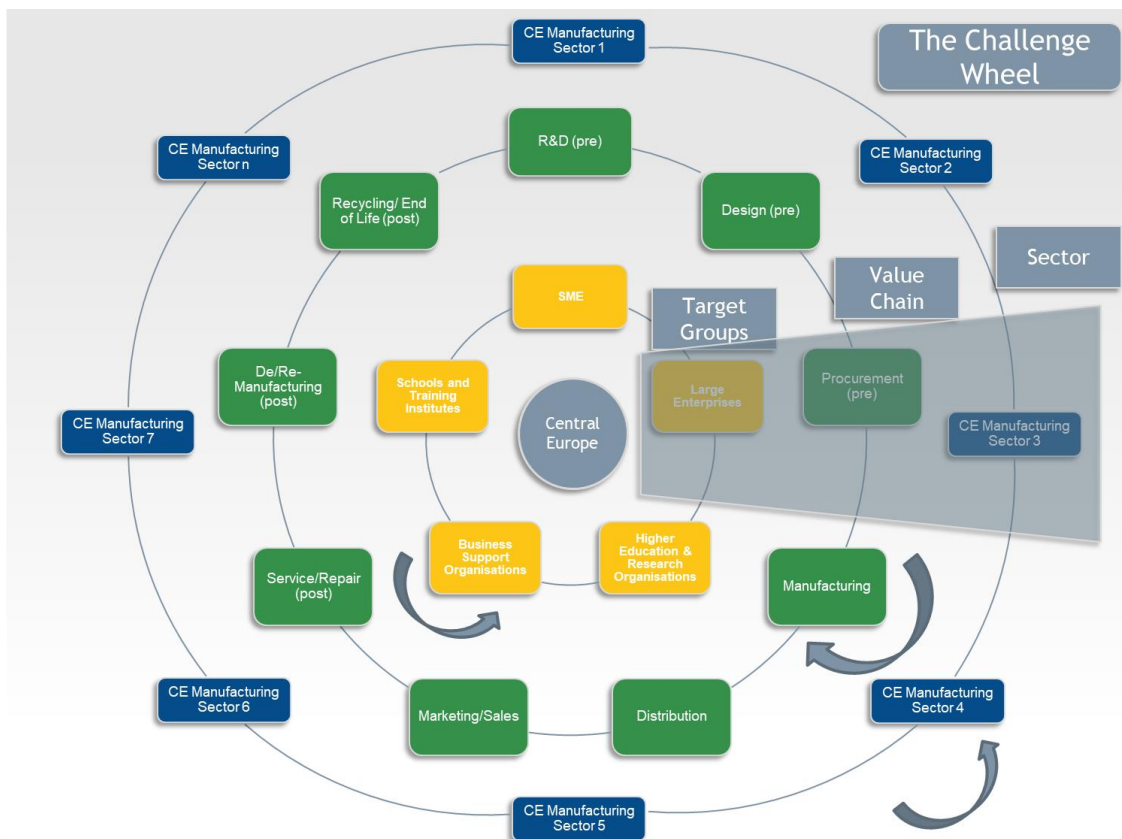 CE Manufacturing
Sector 1
The Challenge
Wheel
CE Manufacturing
Sector n
R&D (pre)
CE Manufacturing
Sector 2
Recycling/ End
of Life (post)
Design (pre)
Sector
Value
Chain
SME
Target
Groups
De/Re-
Manufacturing
(post)
Schools and
Training
Institutes
Large
Enterprises
Procurement
(pre)
CE Manufacturing
Sector 7
Central
Europe
CE Manufacturing
Sector 3
Business
Support
Organisations
Higher
Education &
Research
Organisations
Service/Repair
(post)
Manufacturing
CE Manufacturing
Sector 6
Marketing/Sales
Distribution
CE Manufacturing
Sector 4
CE Manufacturing
Sector 5